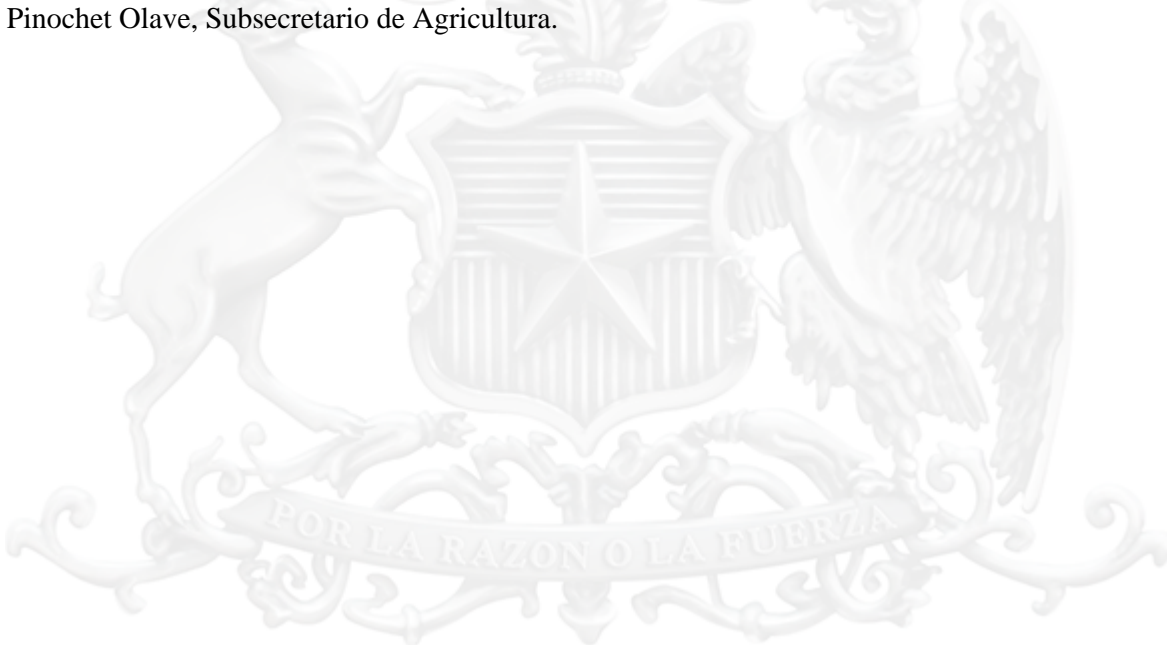 Pinochet Olave, Subsecretario de Agricultura.
POR LA RAZON O LA FUERZA